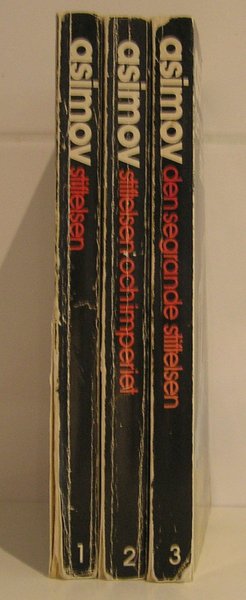 asimov stiftelsen 1
asimov stiftelsen och imperiet 2
asimov den segrande stiftelsen 3